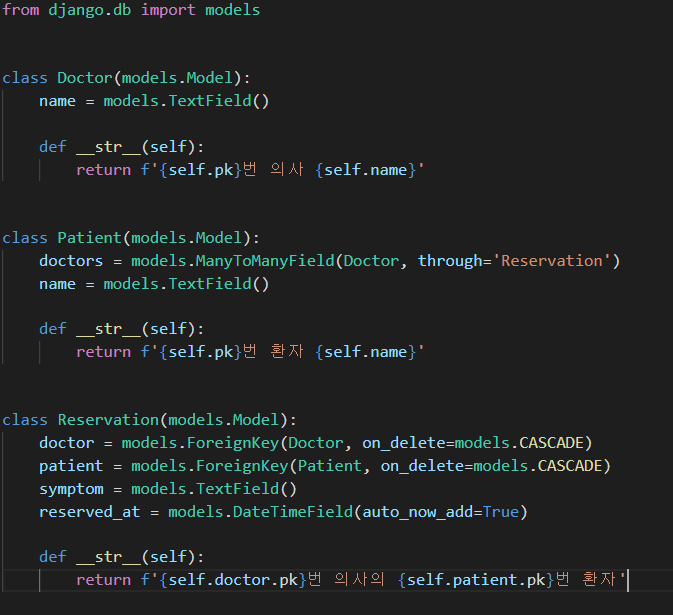 from django.db import models
class Doctor(models.Model):
    name = models.TextField()
    def __str__(self):
        return f'{self.pk}번 의사 {self.name}'
class Patient(models.Model):
    doctors = models.ManyToManyField(Doctor, through='Reservation')
    name = models.TextField()
    def __str__(self):
        return f'{self.pk}번 환자 {self.name}'
class Reservation(models.Model):
    doctor = models.ForeignKey(Doctor, on_delete=models.CASCADE)
    patient = models.ForeignKey(Patient, on_delete=models.CASCADE)
    symptom = models.TextField()
    reserved_at = models.DateTimeField(auto_now_add=True)
    def __str__(self):
        return f'{self.doctor.pk}번 의사의 {self.patient.pk}번 환자'